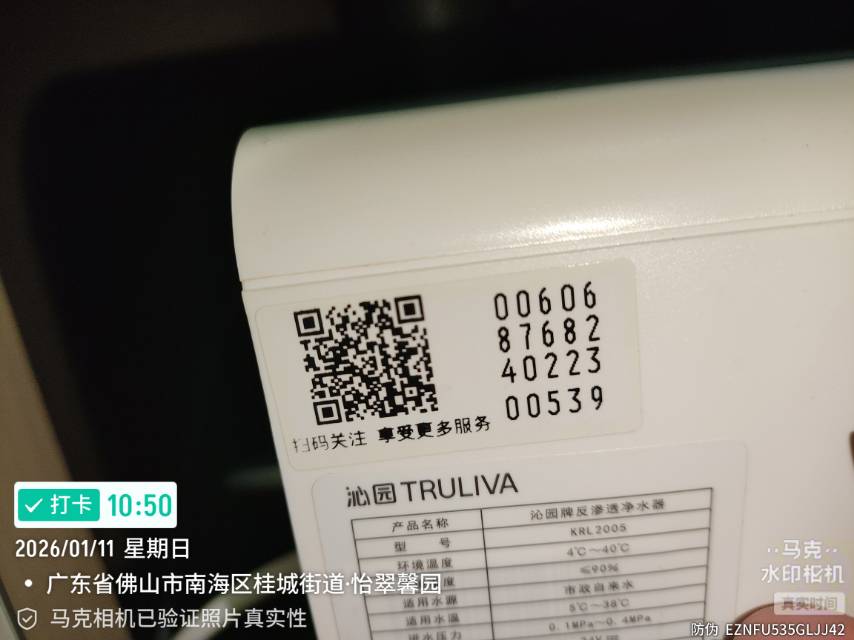 00606
87682
40223
00539
扫码关注 享受更多服务
沁园 TRULIVA
产品名称 沁园牌反渗透净水器
型号 KRL2005
环境温度 4℃~40℃
度 ≤90%
适用水源 市政自来水
适用水温 5℃~38℃
进水压力 0.1MPa~0.4MPa
打卡 10:50
2026/01/11 星期日
广东省佛山市南海区桂城街道·怡翠馨园
马克相机已验证照片真实性
马克
水印相机
真实时间
防伪 EZNFU535GLJJ42